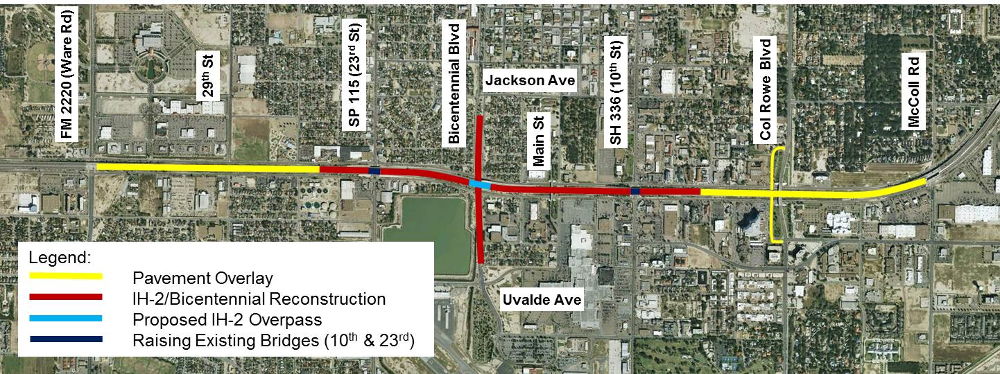 FM 2220 (Ware Rd)
29th St
SP 115 (23rd St)
Bicentennial Blvd
Jackson Ave
Main St
SH 336 (10th St)
Col Rowe Blvd
McColl Rd
Uvalde Ave
Legend:
Pavement Overlay
IH-2/Bicentennial Reconstruction
Proposed IH-2 Overpass
Raising Existing Bridges (10th & 23rd)